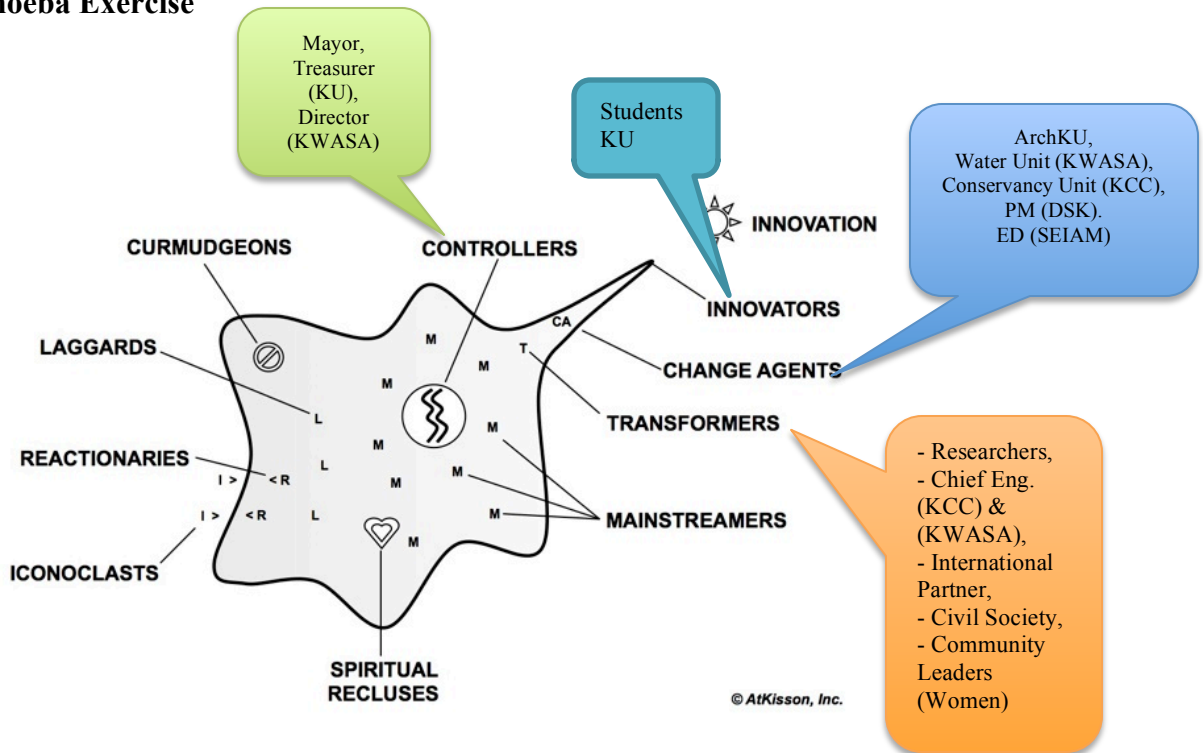 noeba Exercise
Mayor,
Treasurer
(KU),
Director
(KWASA)
Students
KU
ArchKU,
Water Unit (KWASA),
Conservancy Unit (KCC),
PM (DSK).
ED (SEIAM)
INNOVATION
CURMUDGEONS
CONTROLLERS
INNOVATORS
CA
LAGGARDS
M
T
M
CHANGE AGENTS
M
L
TRANSFORMERS
M
M
REACTIONARIES
L
M
I >
< R
M
I >
< R
L
M
MAINSTREAMERS
M
ICONOCLASTS
SPIRITUAL
RECLUSES
- Researchers,
- Chief Eng.
(KCC) &
(KWASA),
- International
Partner,
- Civil Society,
- Community
Leaders
(Women)
© AtKisson, Inc.